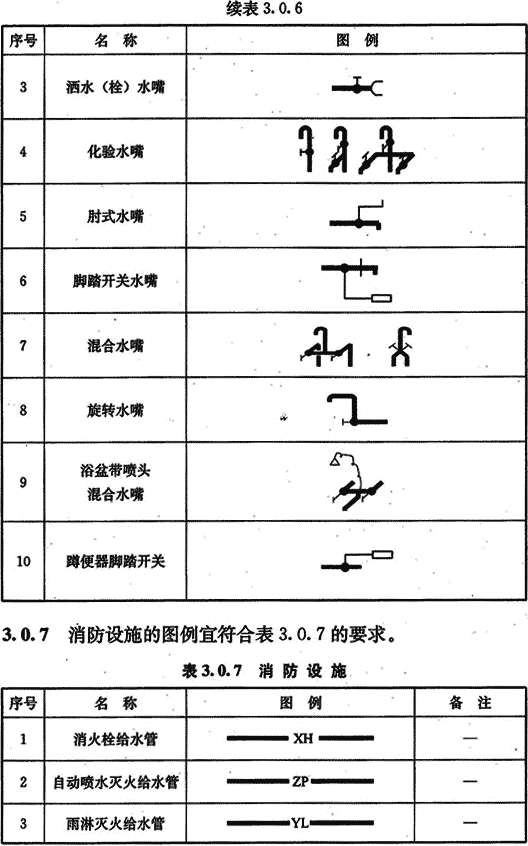 续表3.0.6
序号 名 称 图 例
3 洒水（栓）水嘴
4 化验水嘴
5 肘式水嘴
6 脚踏开关水嘴
7 混合水嘴
8 旋转水嘴
9 浴盆带喷头
混合水嘴
10 蹲便器脚踏开关
3.0.7 消防设施的图例宜符合表3.0.7的要求。
表3.0.7 消防设施
序号 名 称 图 例 备 注
1 消火栓给水管 XH —
2 自动喷水灭火给水管 ZP —
3 雨淋灭火给水管 YL —